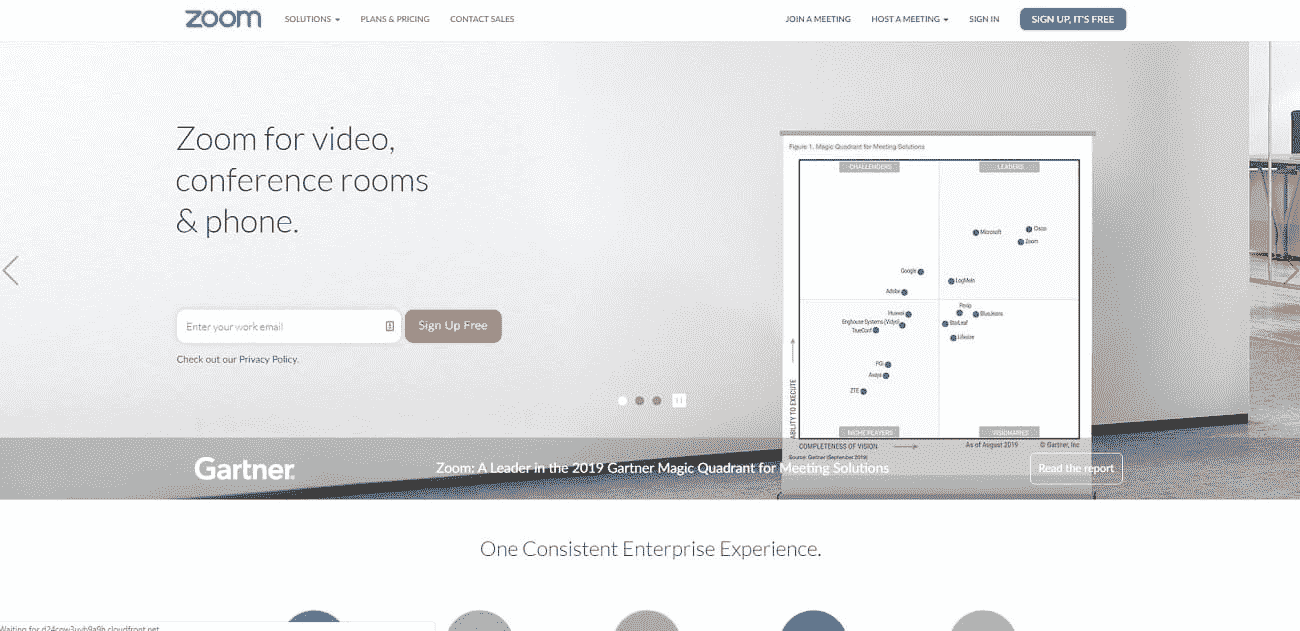 zoom SOLUTIONS PLANS & PRICING CONTACT SALES JOIN A MEETING HOST A MEETING SIGN IN SIGN UP, IT'S FREE
Zoom for video,
conference rooms
& phone.
Enter your work email
Sign Up Free
Check out our Privacy Policy.
Figure 1. Magic Quadrant for Meeting Solutions
CHALLENGERS LEADERS
Microsoft Cisco
Zoom
Google
LogMeIn
Adobe
Pexip
Huawei BlueJeans
Enghouse Systems (Vidyo) StarLeaf
TrueConf
Lifesize
PGi
Avaya
ZTE
ABILITY TO EXECUTE
NICHE PLAYERS VISIONARIES
COMPLETENESS OF VISION As of August 2019 © Gartner, Inc
Source: Gartner (September 2019)
Gartner. Zoom: A Leader in the 2019 Gartner Magic Quadrant for Meeting Solutions Read the report
One Consistent Enterprise Experience.
Waiting for